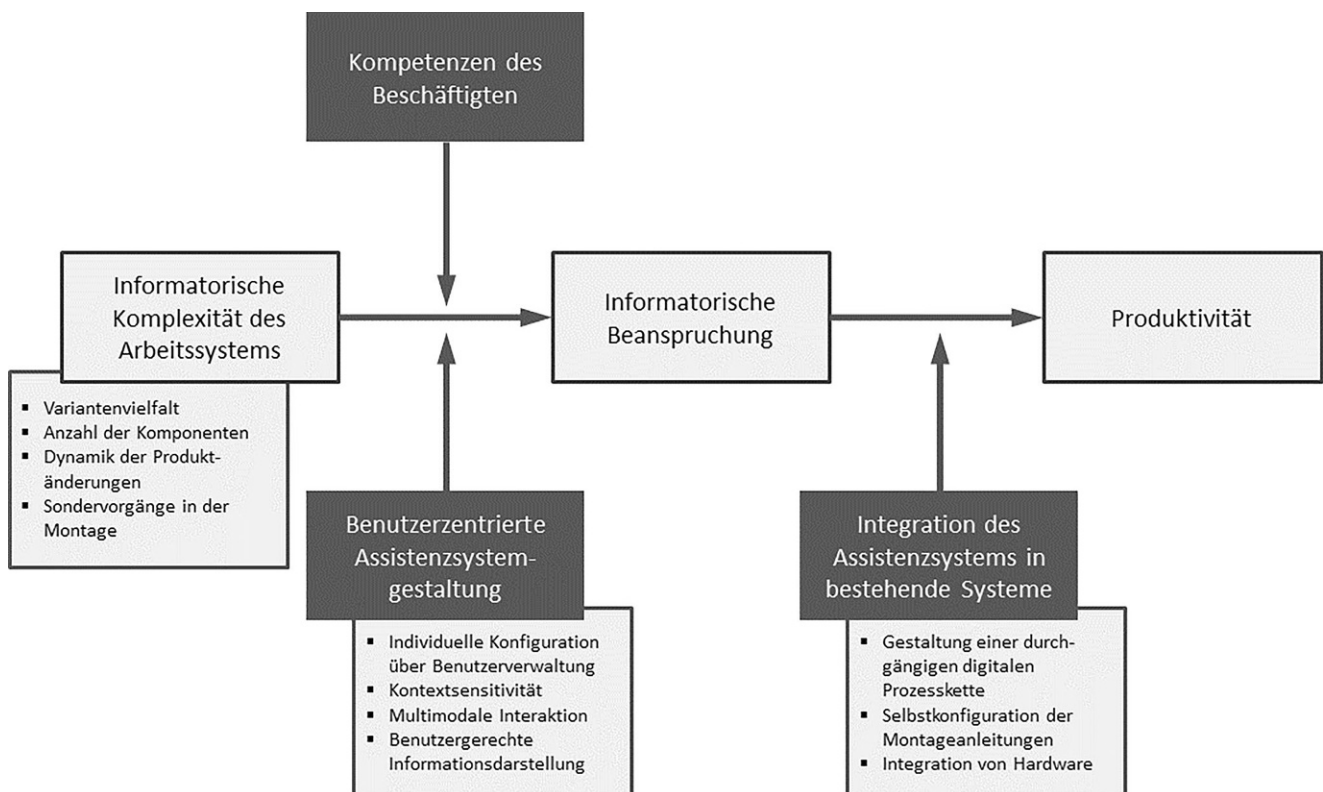 Kompetenzen des
Beschäftigten
Informatorische
Komplexität des
Arbeitssystems
Informatorische
Beanspruchung
Produktivität
▪ Variantenvielfalt
▪ Anzahl der Komponenten
▪ Dynamik der Produkt-
änderungen
▪ Sondervorgänge in der
Montage
Benutzerzentrierte
Assistenzsystem-
gestaltung
▪ Individuelle Konfiguration
über Benutzerverwaltung
▪ Kontextsensitivität
▪ Multimodale Interaktion
▪ Benutzergerechte
Informationsdarstellung
Integration des
Assistenzsystems in
bestehende Systeme
▪ Gestaltung einer durch-
gängigen digitalen
Prozesskette
▪ Selbstkonfiguration der
Montageanleitungen
▪ Integration von Hardware